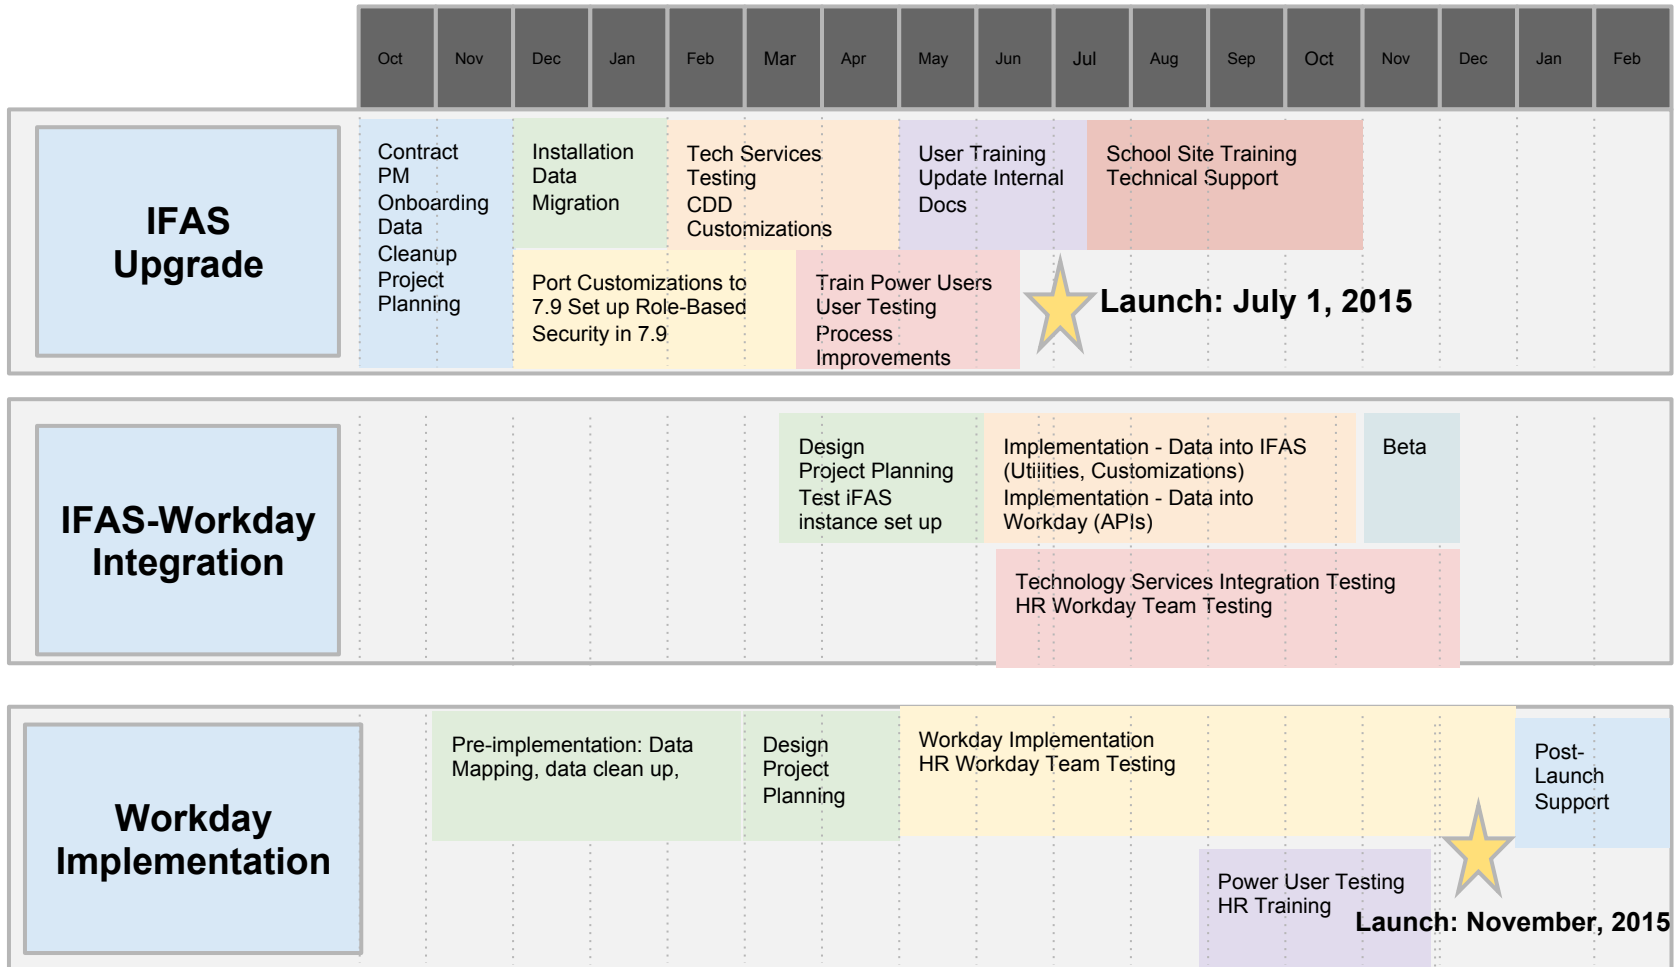 Oct Nov Dec Jan Feb Mar Apr May Jun Jul Aug Sep Oct Nov Dec Jan Feb
IFAS
Upgrade
Contract
PM
Onboarding
Data
Cleanup
Project
Planning
Installation
Data
Migration
Tech Services
Testing
CDD
Customizations
User Training
Update Internal
Docs
School Site Training
Technical Support
Port Customizations to
7.9 Set up Role-Based
Security in 7.9
Train Power Users
User Testing
Process
Improvements
Launch: July 1, 2015
IFAS-Workday
Integration
Design
Project Planning
Test iFAS
instance set up
Implementation - Data into IFAS
(Utilities, Customizations)
Implementation - Data into
Workday (APIs)
Beta
Technology Services Integration Testing
HR Workday Team Testing
Workday
Implementation
Pre-implementation: Data
Mapping, data clean up,
Design
Project
Planning
Workday Implementation
HR Workday Team Testing
Post-
Launch
Support
Power User Testing
HR Training
Launch: November, 2015